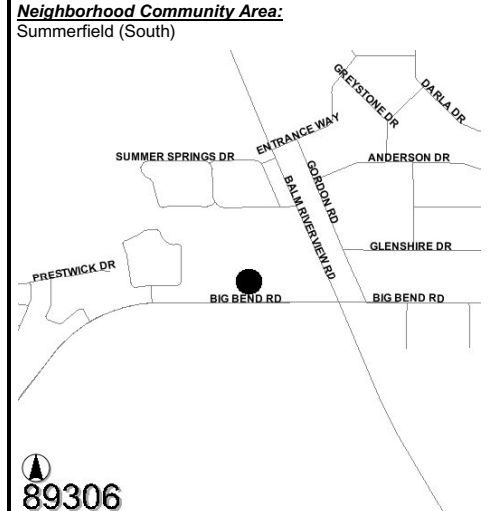 Neighborhood Community Area:
Summerfield (South)
GREYSTONE DR
DARLA DR
ENTRANCE WAY
SUMMER SPRINGS DR
ANDERSON DR
GORDON RD
BALM RIVERVIEW RD
GLENSHIRE DR
PRESTWICK DR
BIG BEND RD
BIG BEND RD
89306